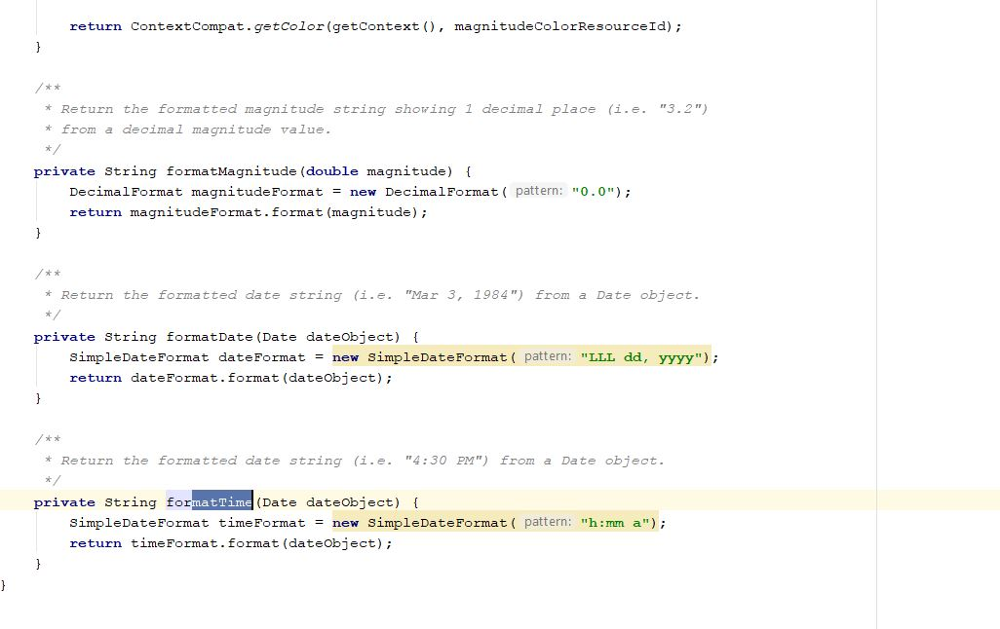 return ContextCompat.getColor(getContext(), magnitudeColorResourceId);
}
/**
* Return the formatted magnitude string showing 1 decimal place (i.e. "3.2")
* from a decimal magnitude value.
*/
private String formatMagnitude(double magnitude) {
DecimalFormat magnitudeFormat = new DecimalFormat( pattern: "0.0");
return magnitudeFormat.format(magnitude);
}
/**
* Return the formatted date string (i.e. "Mar 3, 1984") from a Date object.
*/
private String formatDate(Date dateObject) {
SimpleDateFormat dateFormat = new SimpleDateFormat( pattern: "LLL dd, yyyy");
return dateFormat.format(dateObject);
}
/**
* Return the formatted date string (i.e. "4:30 PM") from a Date object.
*/
private String formatTime(Date dateObject) {
SimpleDateFormat timeFormat = new SimpleDateFormat( pattern: "h:mm a");
return timeFormat.format(dateObject);
}
}